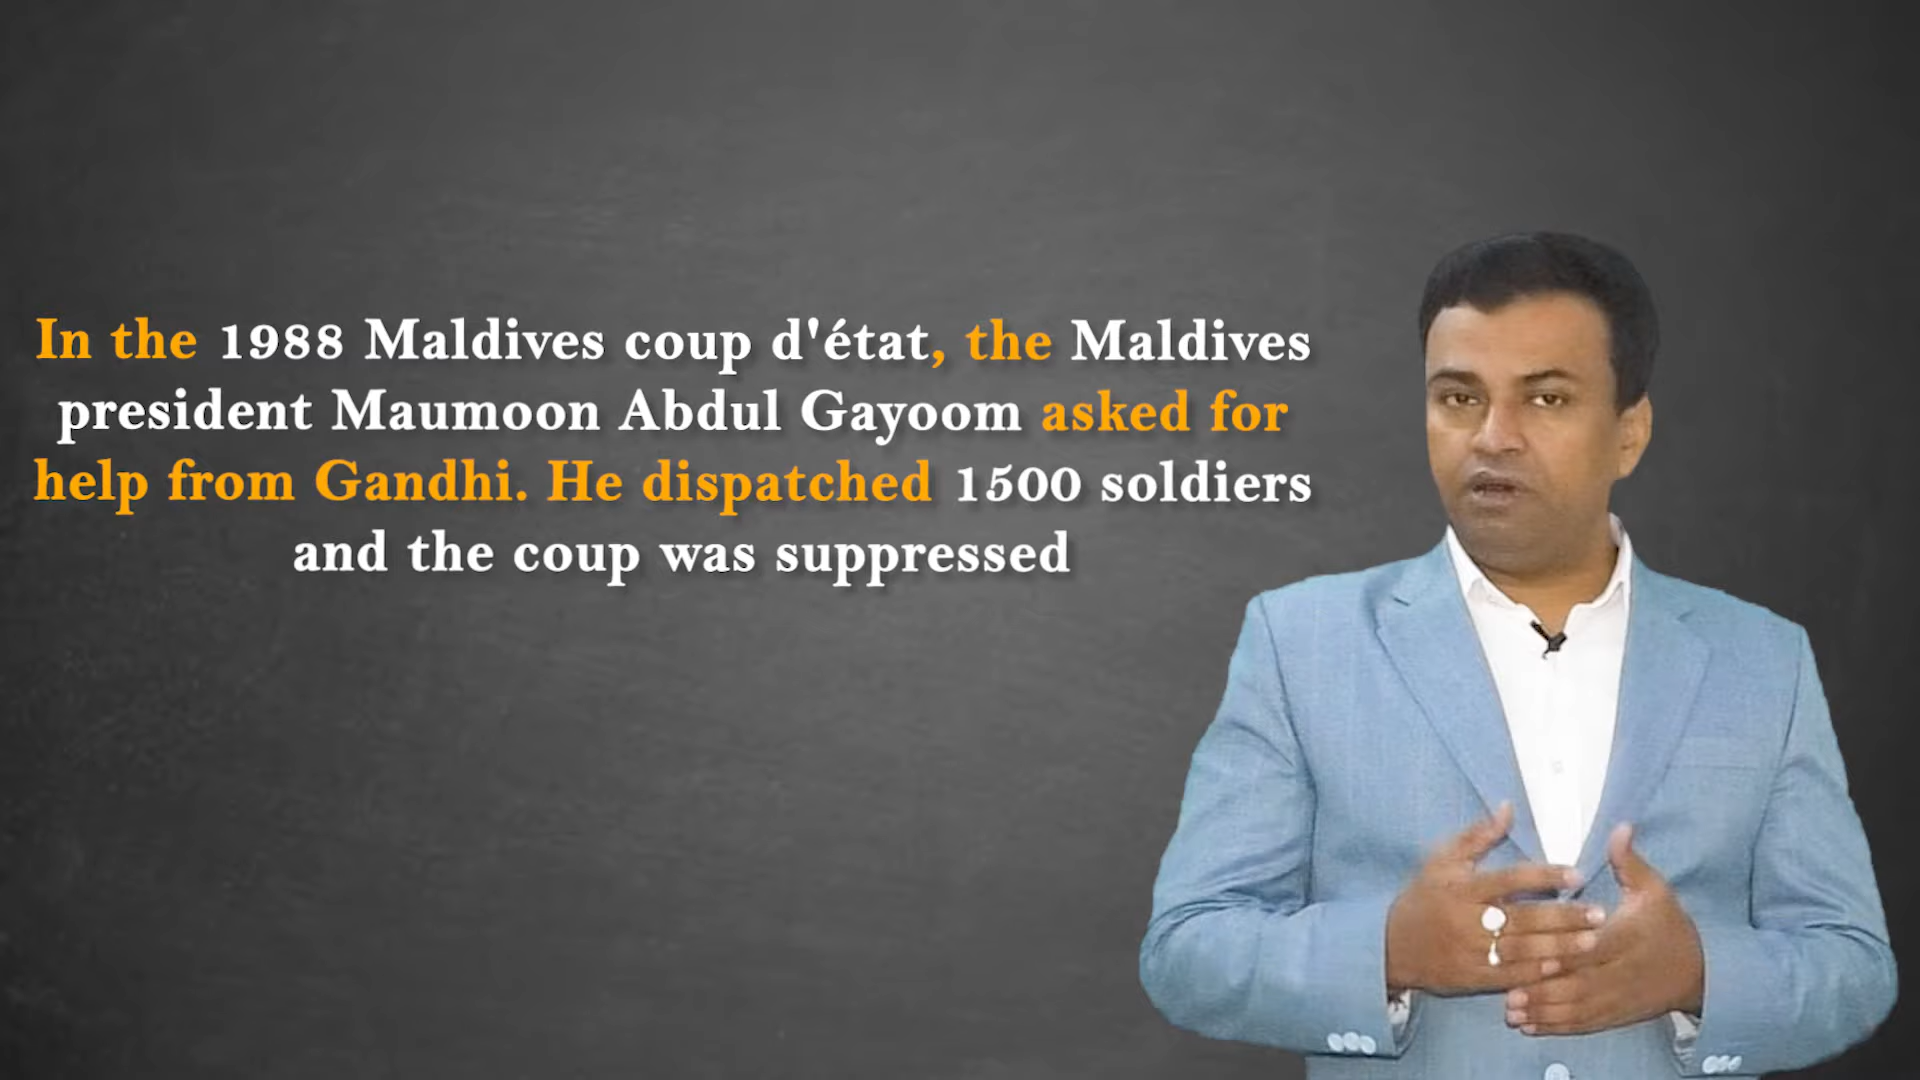 In the 1988 Maldives coup d'état, the Maldives
president Maumoon Abdul Gayoom asked for
help from Gandhi. He dispatched 1500 soldiers
and the coup was suppressed